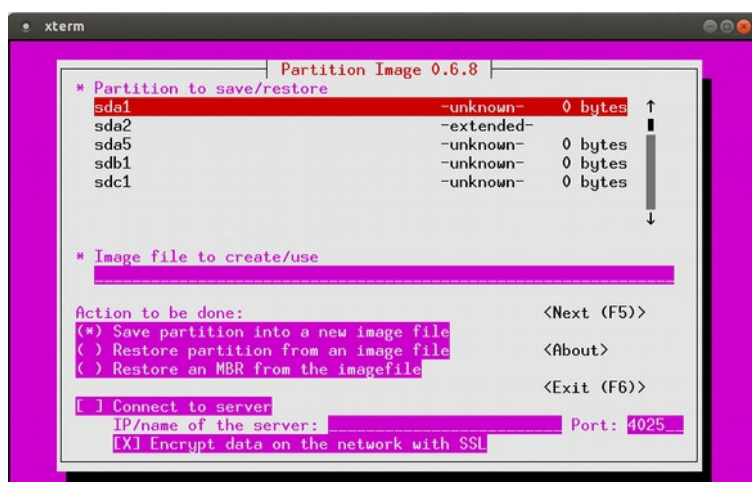 xterm
Partition Image 0.6.8
* Partition to save/restore
sda1 -unknown- 0 bytes ↑
sda2 -extended-
sda5 -unknown- 0 bytes
sdb1 -unknown- 0 bytes
sdc1 -unknown- 0 bytes
↓
* Image file to create/use
Action to be done: <Next (F5)>
(*) Save partition into a new image file
( ) Restore partition from an image file <About>
( ) Restore an MBR from the imagefile
<Exit (F6)>
[ ] Connect to server
IP/name of the server: ________________________ Port: 4025__
[X] Encrypt data on the network with SSL